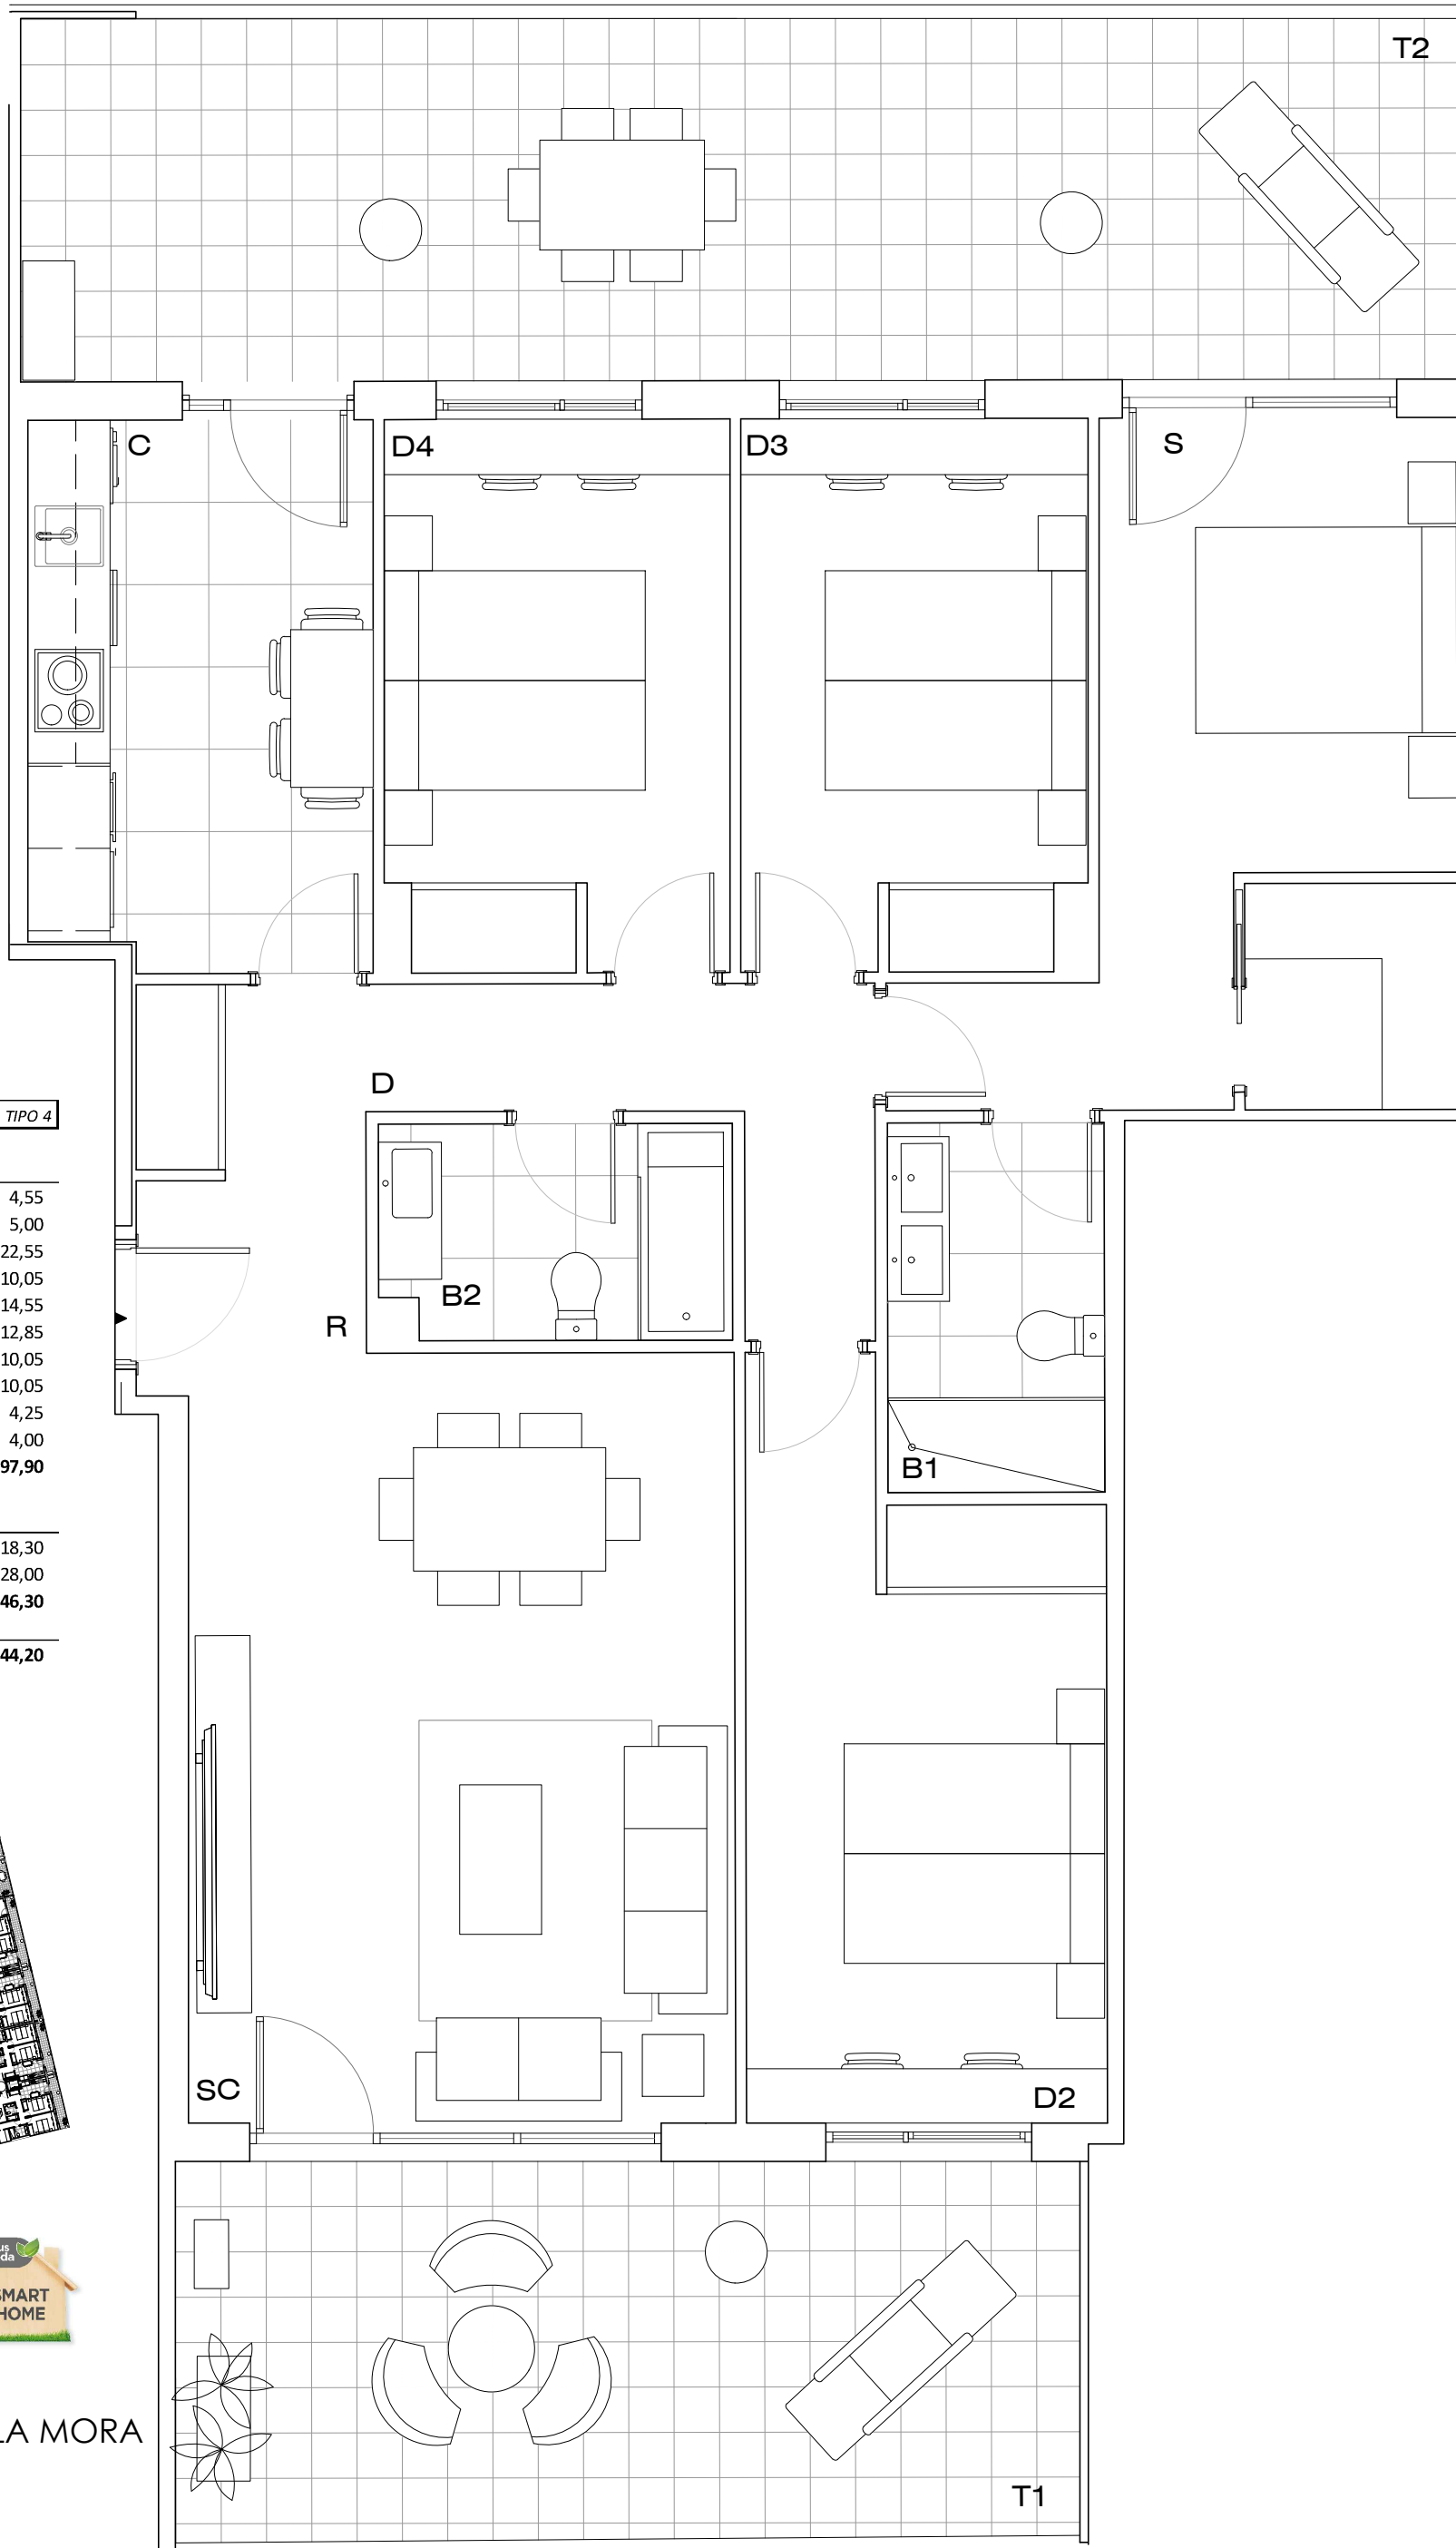 T2
C
D4
D3
S
D
TIPO 4
4,55
5,00
22,55
10,05
14,55
12,85
10,05
10,05
4,25
4,00
97,90
18,30
28,00
46,30
44,20
B2
R
B1
SC
D2
SMART
HOME
LA MORA
T1